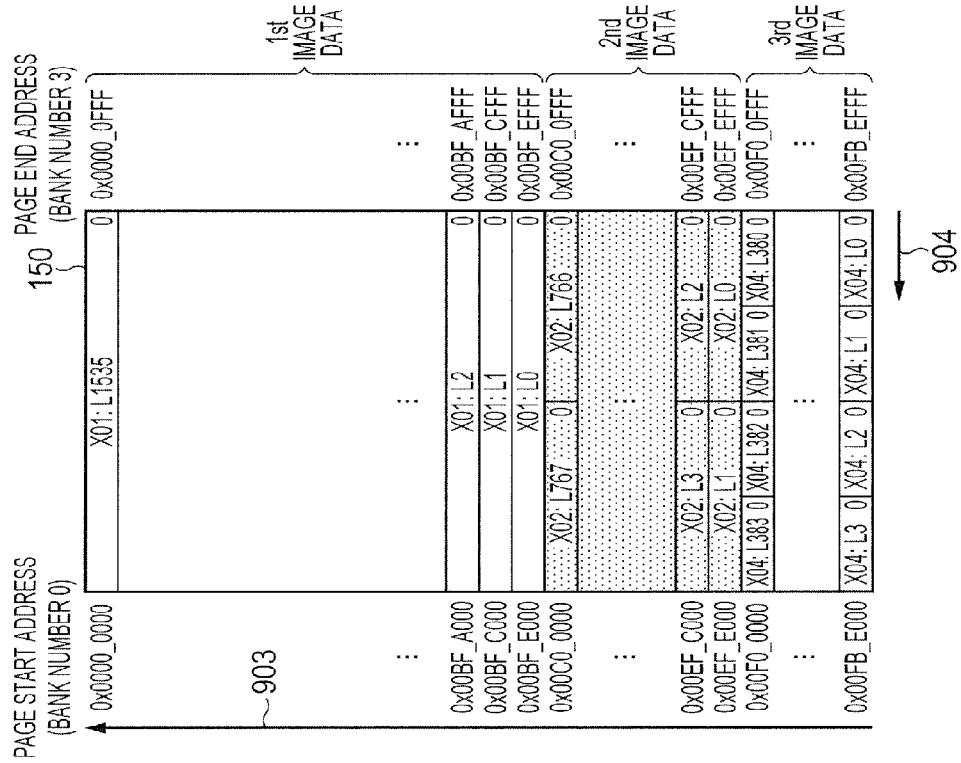 PAGE START ADDRESS
(BANK NUMBER 0)
150
PAGE END ADDRESS
(BANK NUMBER 3)
0x0000_0000
X01: L1535
0
0x0000_0FFF
903
⋮
⋮
⋮
1st
IMAGE
DATA
0x00BF_A000
X01: L2
0
0x00BF_AFFF
0x00BF_C000
X01: L1
0
0x00BF_CFFF
0x00BF_E000
X01: L0
0
0x00BF_EFFF
0x00C0_0000
X02: L767
0
X02: L766
0
0x00C0_0FFF
⋮
⋮
⋮
2nd
IMAGE
DATA
0x00EF_C000
X02: L3
0
X02: L2
0
0x00EF_CFFF
0x00EF_E000
X02: L1
0
X02: L0
0
0x00EF_EFFF
0x00F0_0000
X04: L383 0
X04: L382 0
X04: L381 0
X04: L380 0
0x00F0_0FFF
⋮
⋮
⋮
3rd
IMAGE
DATA
0x00FB_E000
X04: L3 0
X04: L2 0
X04: L1 0
X04: L0 0
0x00FB_EFFF
904